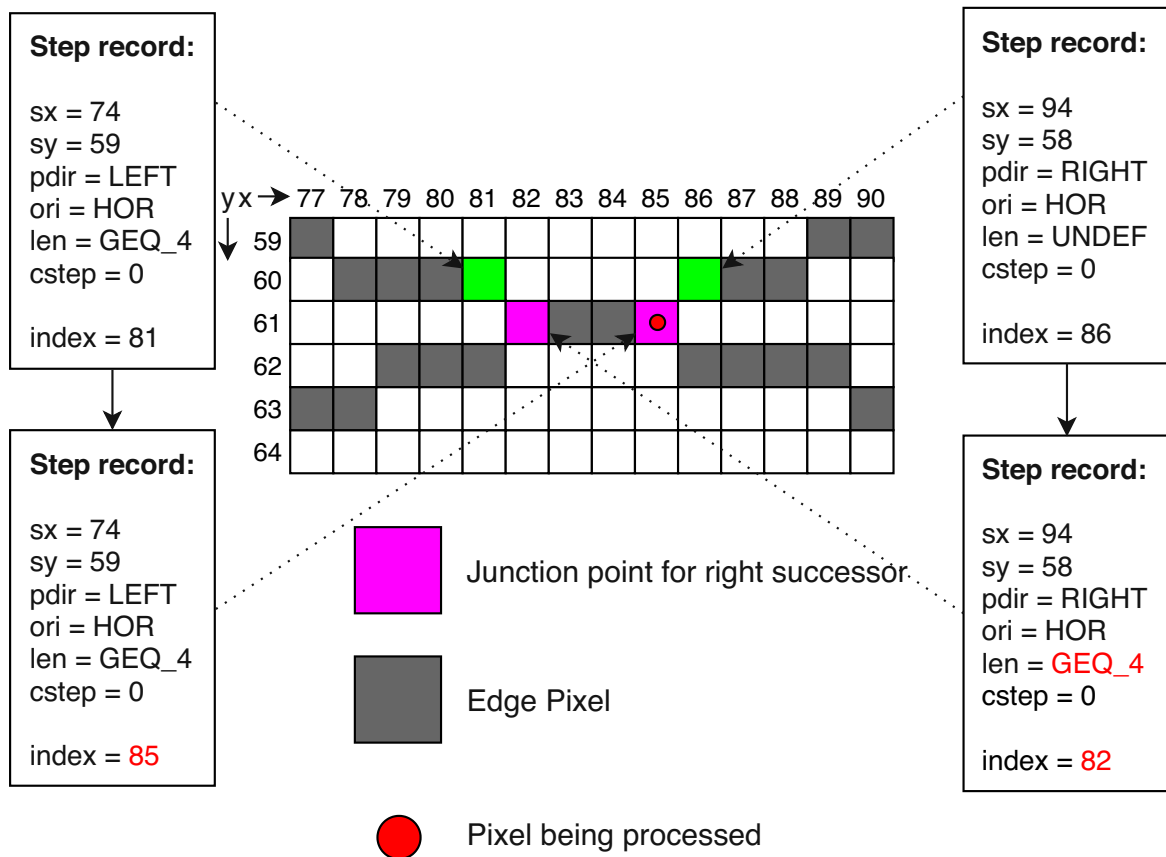 Step record:
sx = 74
sy = 59
pdir = LEFT
ori = HOR
len = GEQ_4
cstep = 0
index = 81
Step record:
sx = 94
sy = 58
pdir = RIGHT
ori = HOR
len = UNDEF
cstep = 0
index = 86
y x 77 78 79 80 81 82 83 84 85 86 87 88 89 90
59
60
61
62
63
64
Step record:
sx = 74
sy = 59
pdir = LEFT
ori = HOR
len = GEQ_4
cstep = 0
index = 85
Step record:
sx = 94
sy = 58
pdir = RIGHT
ori = HOR
len = GEQ_4
cstep = 0
index = 82
Junction point for right successor
Edge Pixel
Pixel being processed